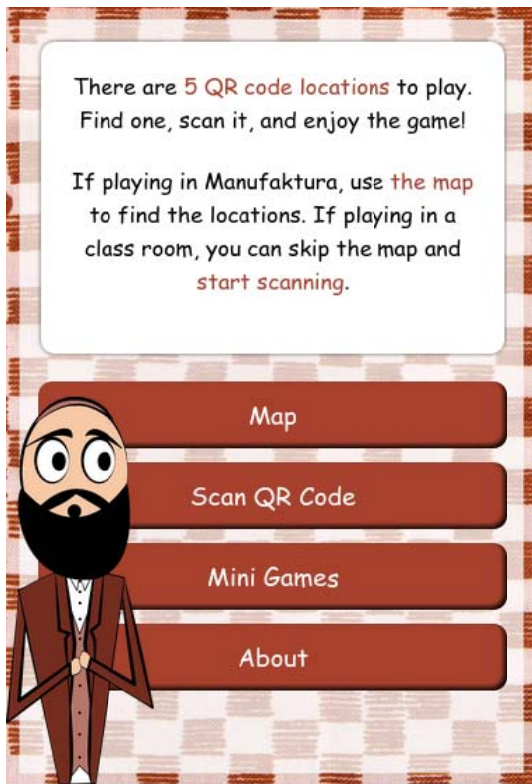 There are 5 QR code locations to play.
Find one, scan it, and enjoy the game!
If playing in Manufaktura, use the map
to find the locations. If playing in a
class room, you can skip the map and
start scanning.
Map
Scan QR Code
Mini Games
About